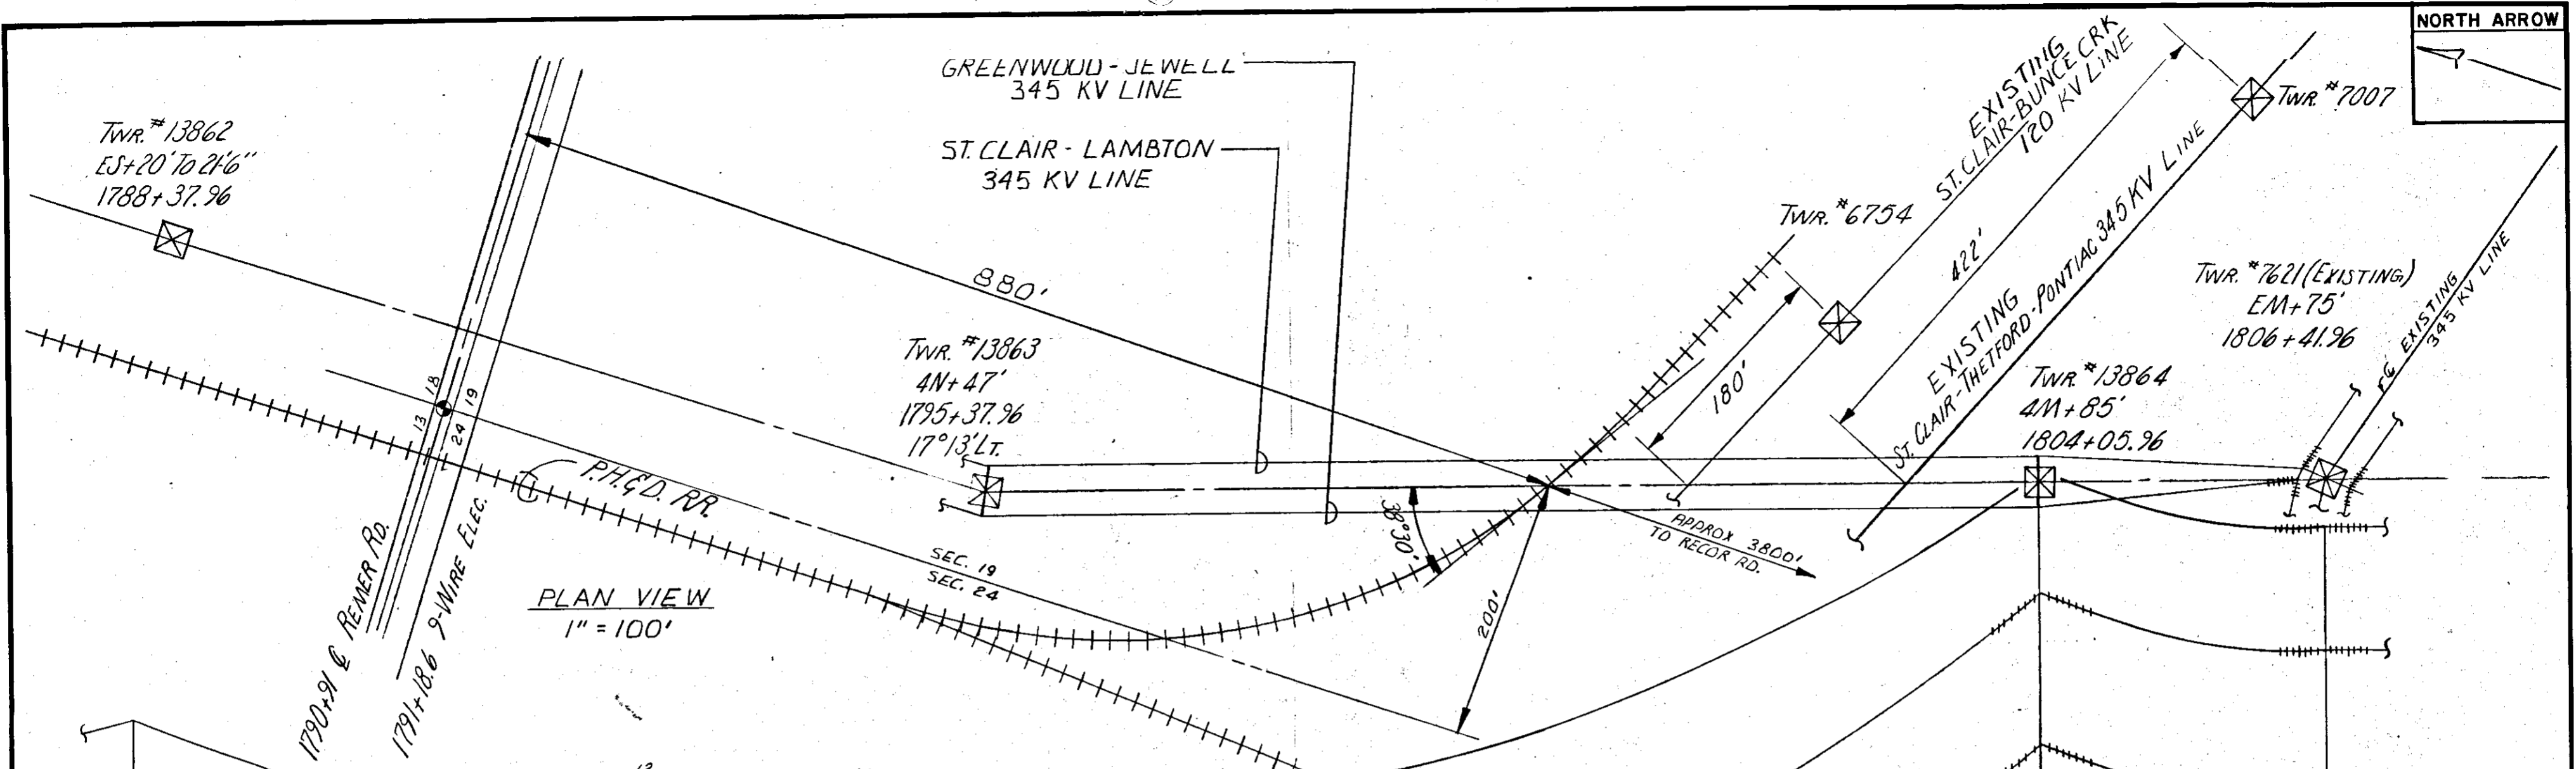 NORTH ARROW
GREENWOOD - JEWELL
345 KV LINE
ST. CLAIR - LAMBTON
345 KV LINE
EXISTING
ST. CLAIR-BUNCE CRK
120 KV LINE
TWR. #7007
TWR. #13862
ES+20' TO 21'6"
1788+37.96
880'
TWR. #6754
422'
180'
EXISTING
ST. CLAIR-THETFORD-PONTIAC 345 KV LINE
TWR. #7621 (EXISTING)
EM+75'
1806+41.96
℄ EXISTING
345 KV LINE
TWR. #13863
4N+47'
1795+37.96
17°13' LT.
TWR. #13864
4M+85'
1804+05.96
13 18
24 19
P.H.&D. RR.
SEC. 19
SEC. 24
38°30'
APPROX 3800'
TO RECOR RD.
200'
PLAN VIEW
1" = 100'
1790+91 ℄ REMER RD.
1791+18.6 9-WIRE ELEC.